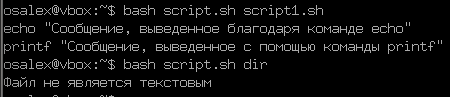 osalex@vbox:~$ bash script.sh script1.sh
echo "Сообщение, выведенное благодаря команде echo"
printf "Сообщение, выведенное с помощью команды printf"
osalex@vbox:~$ bash script.sh dir
Файл не является текстовым